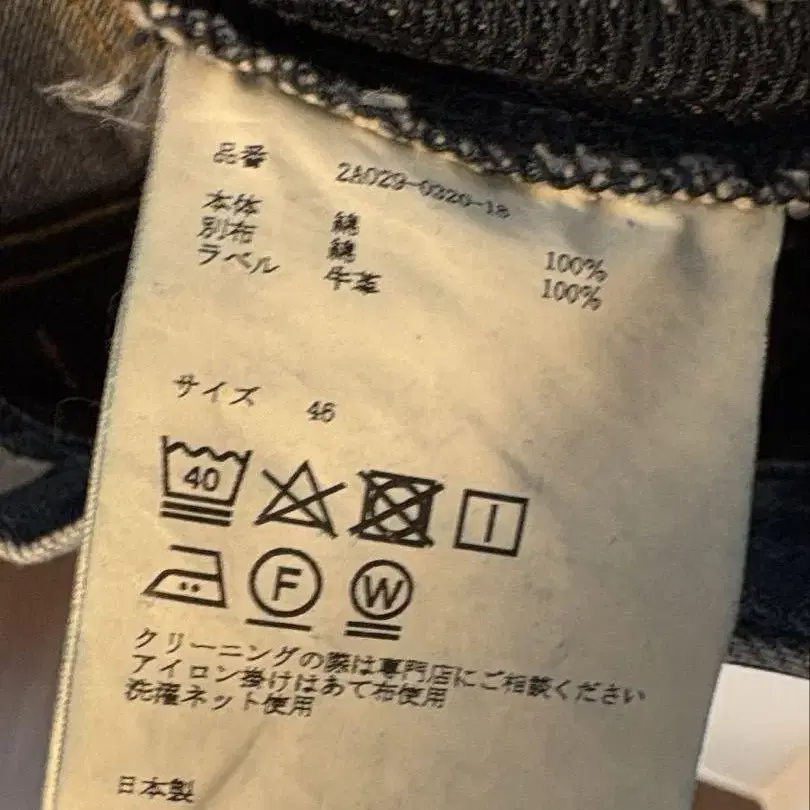 品番 2A029-0320-18
本体 綿 100%
別布 綿 100%
ラベル 牛革
サイズ 46
40
F W
クリーニングの際は専門店にご相談ください
アイロン掛けはあて布使用
洗濯ネット使用
日本製